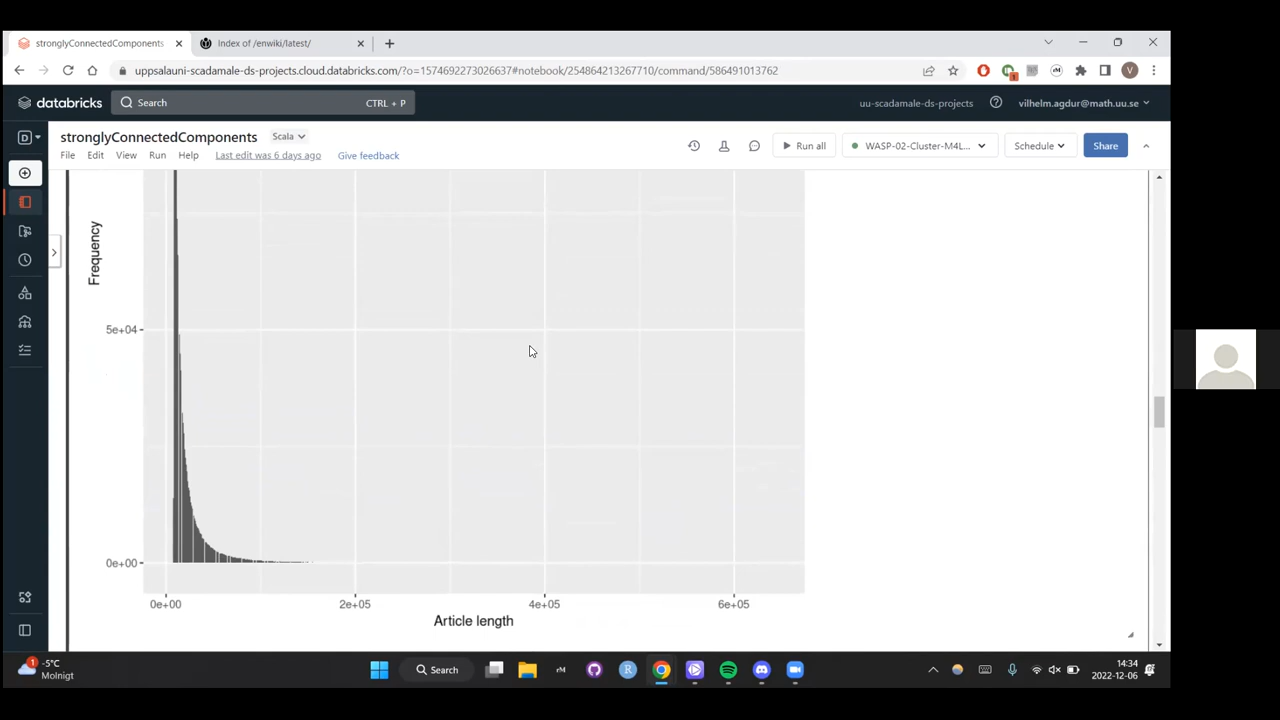 stronglyConnectedComponents
Index of /enwiki/latest/
uppsalauni-scadamale-ds-projects.cloud.databricks.com/?o=1574692273026637#notebook/254864213267710/command/586491013762
V
databricks
Search
CTRL + P
uu-scadamale-ds-projects
vilhelm.agdur@math.uu.se
D
stronglyConnectedComponents
Scala
Run all
WASP-02-Cluster-M4L...
Schedule
Share
File
Edit
View
Run
Help
Last edit was 6 days ago
Give feedback
Frequency
5e+04
0e+00
0e+00
2e+05
4e+05
6e+05
Article length
1
-5°C
Molnigt
Search
rM
R
14:34
2022-12-06